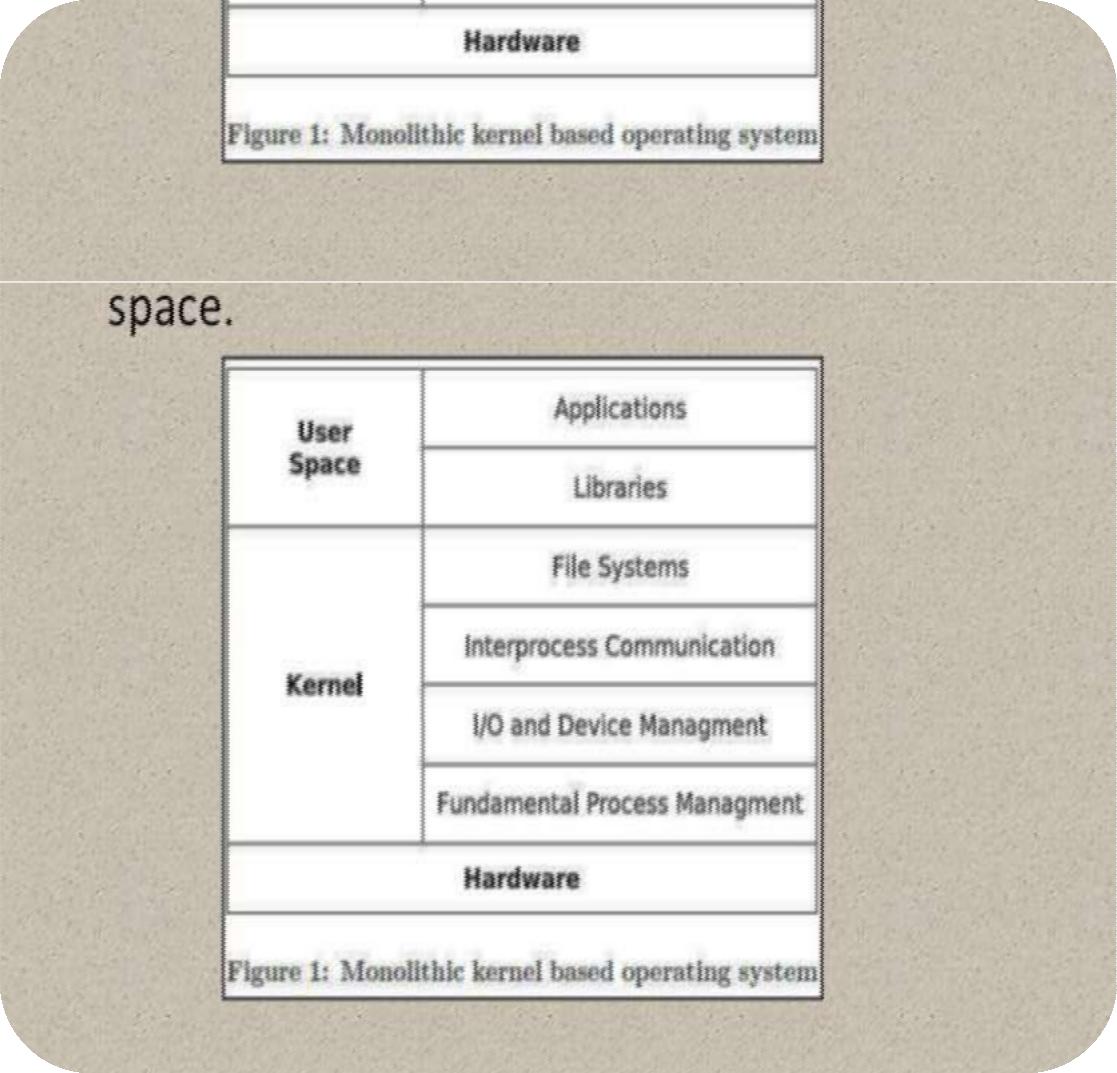 Hardware
Figure 1: Monolithic kernel based operating system
space.
User
Space
Applications
Libraries
Kernel
File Systems
Interprocess Communication
I/O and Device Managment
Fundamental Process Managment
Hardware
Figure 1: Monolithic kernel based operating system